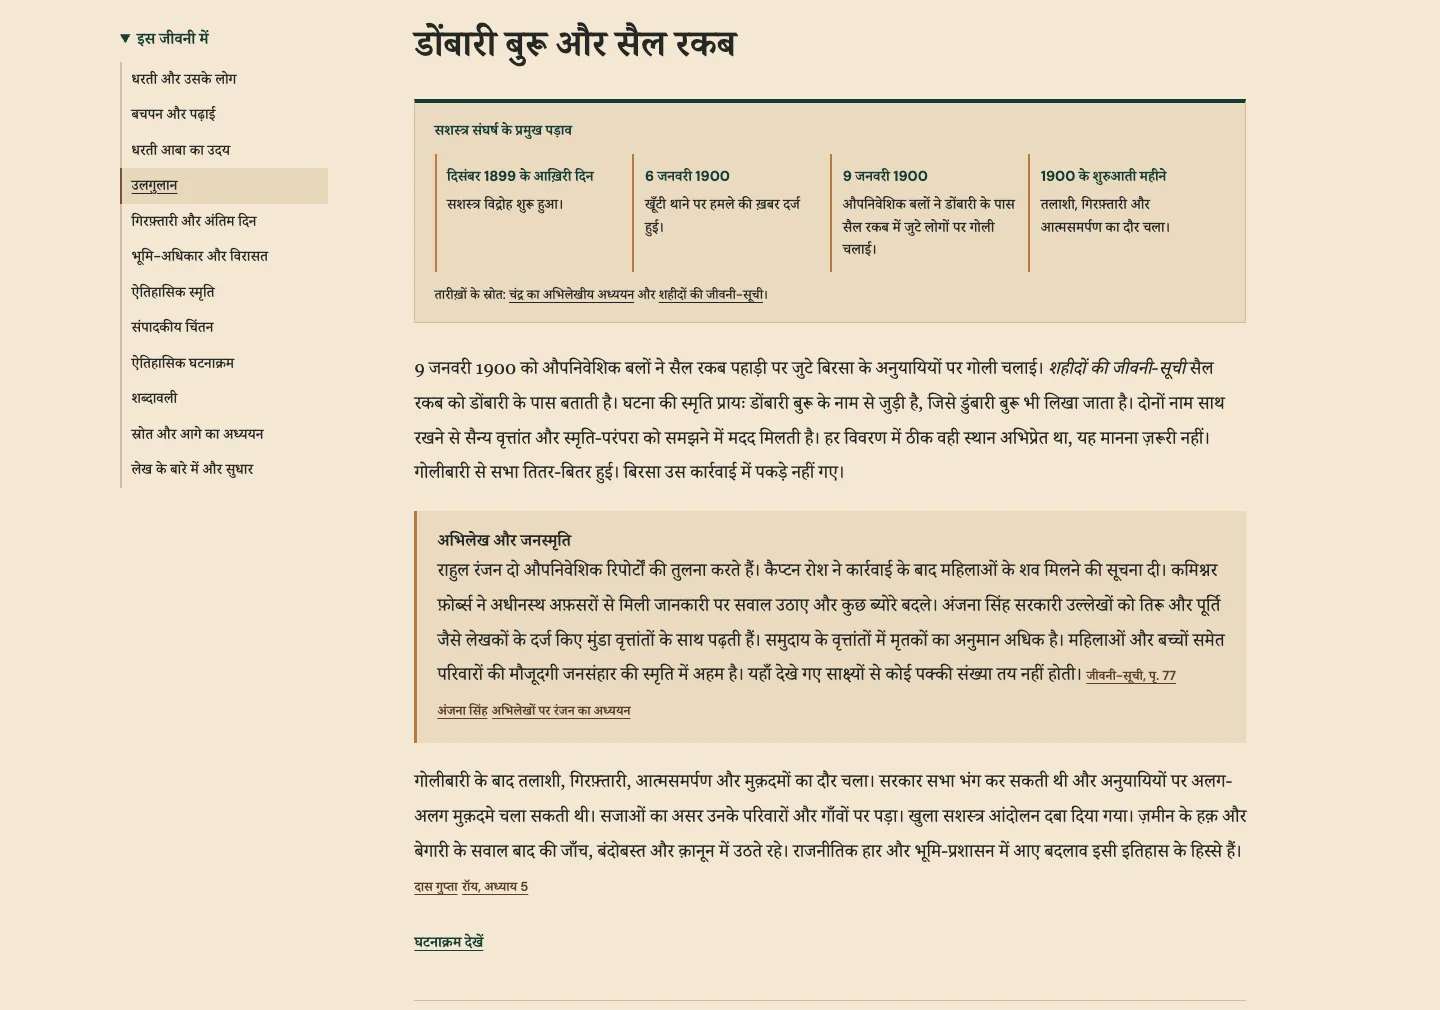 ▼ इस जीवनी में
धरती और उसके लोग
बचपन और पढ़ाई
धरती आबा का उदय
उलगुलान
गिरफ़्तारी और अंतिम दिन
भूमि-अधिकार और विरासत
ऐतिहासिक स्मृति
संपादकीय चिंतन
ऐतिहासिक घटनाक्रम
शब्दावली
स्रोत और आगे का अध्ययन
लेख के बारे में और सुधार
डोंबारी बुरू और सैल रकब
सशस्त्र संघर्ष के प्रमुख पड़ाव
दिसंबर 1899 के आख़िरी दिन
सशस्त्र विद्रोह शुरू हुआ।
6 जनवरी 1900
खूँटी थाने पर हमले की ख़बर दर्ज
हुई।
9 जनवरी 1900
औपनिवेशिक बलों ने डोंबारी के पास
सैल रकब में जुटे लोगों पर गोली
चलाई।
1900 के शुरुआती महीने
तलाशी, गिरफ़्तारी और
आत्मसमर्पण का दौर चला।
तारीख़ों के स्रोत: चंद्र का अभिलेखीय अध्ययन और शहीदों की जीवनी-सूची।
9 जनवरी 1900 को औपनिवेशिक बलों ने सैल रकब पहाड़ी पर जुटे बिरसा के अनुयायियों पर गोली चलाई। शहीदों की जीवनी-सूची सैल
रकब को डोंबारी के पास बताती है। घटना की स्मृति प्रायः डोंबारी बुरू के नाम से जुड़ी है, जिसे डुंबारी बुरू भी लिखा जाता है। दोनों नाम साथ
रखने से सैन्य वृत्तांत और स्मृति-परंपरा को समझने में मदद मिलती है। हर विवरण में ठीक वही स्थान अभिप्रेत था, यह मानना ज़रूरी नहीं।
गोलीबारी से सभा तितर-बितर हुई। बिरसा उस कार्रवाई में पकड़े नहीं गए।
अभिलेख और जनस्मृति
राहुल रंजन दो औपनिवेशिक रिपोर्टों की तुलना करते हैं। कैप्टन रोश ने कार्रवाई के बाद महिलाओं के शव मिलने की सूचना दी। कमिश्नर
फ़ोर्ब्स ने अधीनस्थ अफ़सरों से मिली जानकारी पर सवाल उठाए और कुछ ब्योरे बदले। अंजना सिंह सरकारी उल्लेखों को तिरू और पूर्ति
जैसे लेखकों के दर्ज किए मुंडा वृत्तांतों के साथ पढ़ती हैं। समुदाय के वृत्तांतों में मृतकों का अनुमान अधिक है। महिलाओं और बच्चों समेत
परिवारों की मौजूदगी जनसंहार की स्मृति में अहम है। यहाँ देखे गए साक्ष्यों से कोई पक्की संख्या तय नहीं होती। जीवनी-सूची, पृ. 77
अंजना सिंह अभिलेखों पर रंजन का अध्ययन
गोलीबारी के बाद तलाशी, गिरफ़्तारी, आत्मसमर्पण और मुक़दमों का दौर चला। सरकार सभा भंग कर सकती थी और अनुयायियों पर अलग-
अलग मुक़दमे चला सकती थी। सजाओं का असर उनके परिवारों और गाँवों पर पड़ा। खुला सशस्त्र आंदोलन दबा दिया गया। ज़मीन के हक़ और
बेगारी के सवाल बाद की जाँच, बंदोबस्त और क़ानून में उठते रहे। राजनीतिक हार और भूमि-प्रशासन में आए बदलाव इसी इतिहास के हिस्से हैं।
दास गुप्ता रॉय, अध्याय 5
घटनाक्रम देखें